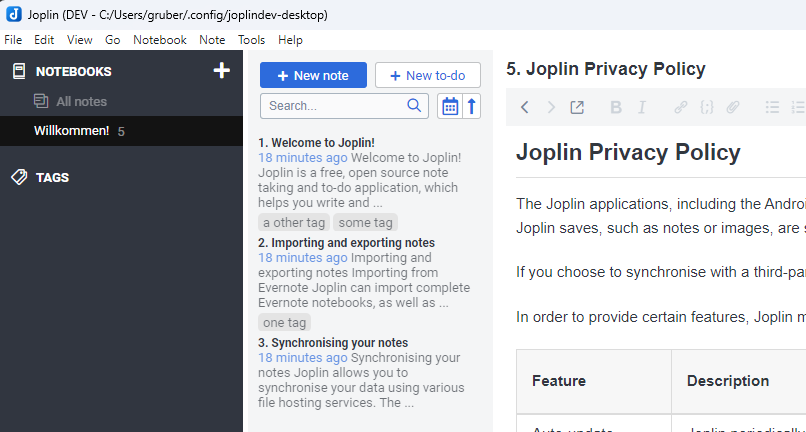 Joplin (DEV - C:/Users/gruber/.config/joplindev-desktop)
File Edit View Go Notebook Note Tools Help
NOTEBOOKS
All notes
Willkommen! 5
TAGS
New note
New to-do
Search...
1. Welcome to Joplin!
18 minutes ago Welcome to Joplin!
Joplin is a free, open source note
taking and to-do application, which
helps you write and ...
a other tag some tag
2. Importing and exporting notes
18 minutes ago Importing and
exporting notes Importing from
Evernote Joplin can import complete
Evernote notebooks, as well as ...
one tag
3. Synchronising your notes
18 minutes ago Synchronising your
notes Joplin allows you to
synchronise your data using various
file hosting services. The ...
5. Joplin Privacy Policy
Joplin Privacy Policy
The Joplin applications, including the Androi
Joplin saves, such as notes or images, are s
If you choose to synchronise with a third-pa
In order to provide certain features, Joplin m
Feature Description
Auto-update Joplin periodically